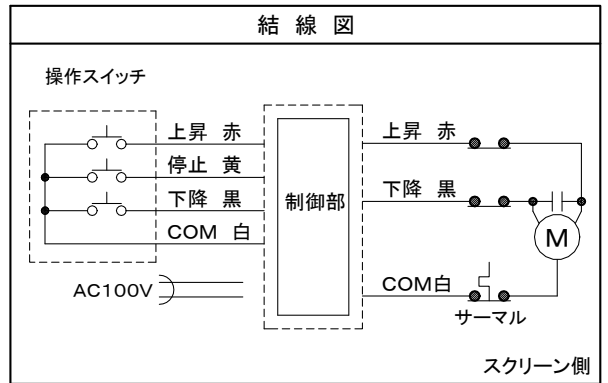 結 線 図
操作スイッチ
上昇 赤
停止 黄
下降 黒
COM 白
AC100V
制御部
上昇 赤
下降 黒
COM白
M
サーマル
スクリーン側